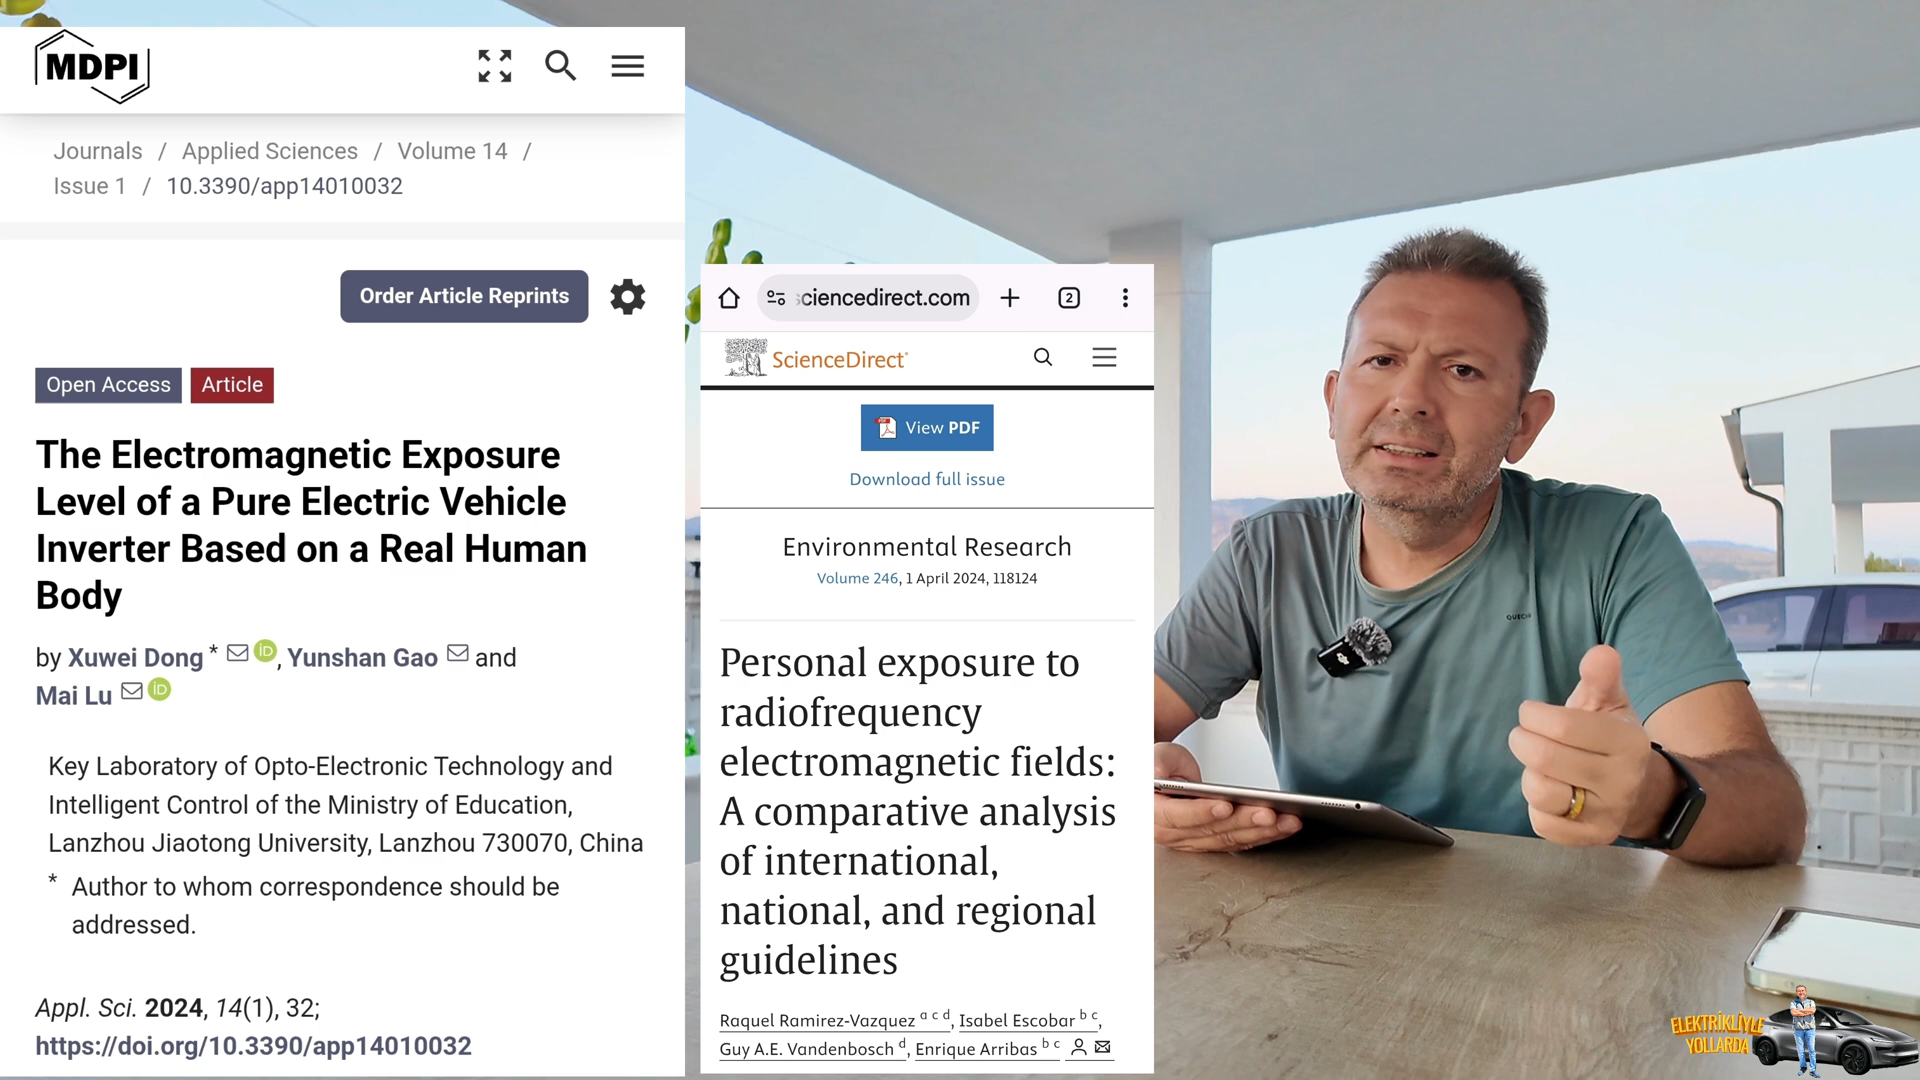 MDPI
Journals / Applied Sciences / Volume 14 /
Issue 1 / 10.3390/app14010032
Order Article Reprints
Open Access Article
The Electromagnetic Exposure
Level of a Pure Electric Vehicle
Inverter Based on a Real Human
Body
by Xuwei Dong * iD, Yunshan Gao and
Mai Lu iD
Key Laboratory of Opto-Electronic Technology and
Intelligent Control of the Ministry of Education,
Lanzhou Jiaotong University, Lanzhou 730070, China
* Author to whom correspondence should be
addressed.
Appl. Sci. 2024, 14(1), 32;
https://doi.org/10.3390/app14010032
sciencedirect.com
2
ScienceDirect
View PDF
Download full issue
Environmental Research
Volume 246, 1 April 2024, 118124
Personal exposure to
radiofrequency
electromagnetic fields:
A comparative analysis
of international,
national, and regional
guidelines
Raquel Ramirez-Vazquez a c d, Isabel Escobar b c,
Guy A.E. Vandenbosch d, Enrique Arribas b c
ELEKTRİKLİYLE
YOLLARDA